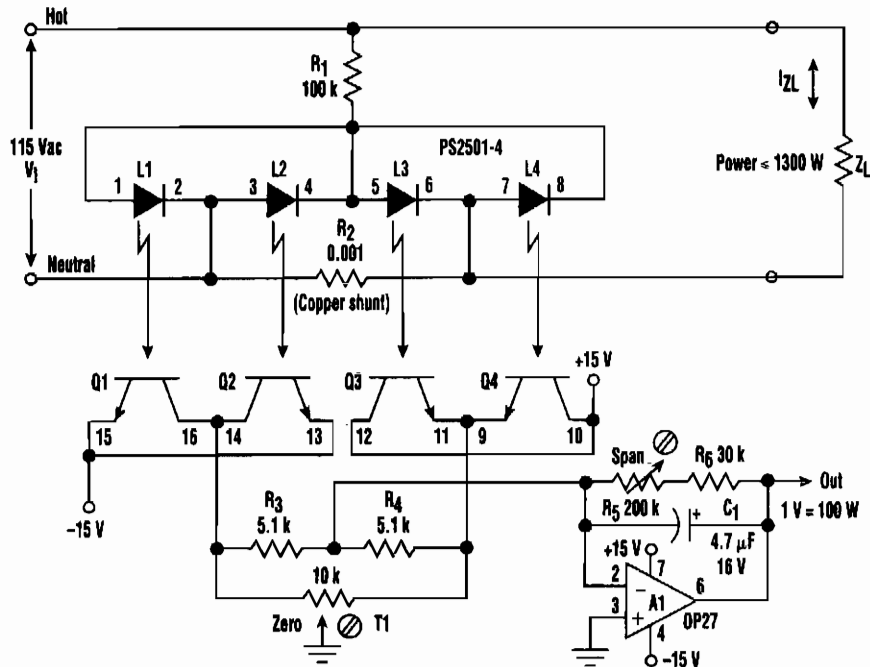 Hot
R1
100 k
IZL
115 Vac
VI
PS2501-4
L1
L2
L3
L4
1
2
3
4
5
6
7
8
Power ≤ 1300 W
ZL
R2
0.001
(Copper shunt)
Neutral
+15 V
Q1
Q2
Q3
Q4
15
16
14
13
12
11
9
10
–15 V
Span
R6 30 k
Out
R3
5.1 k
R4
5.1 k
R5 200 k
C1
1 V = 100 W
+
4.7 µF
16 V
+15 V
7
10 k
2
–
A1
6
3
+
OP27
Zero
T1
4
–15 V